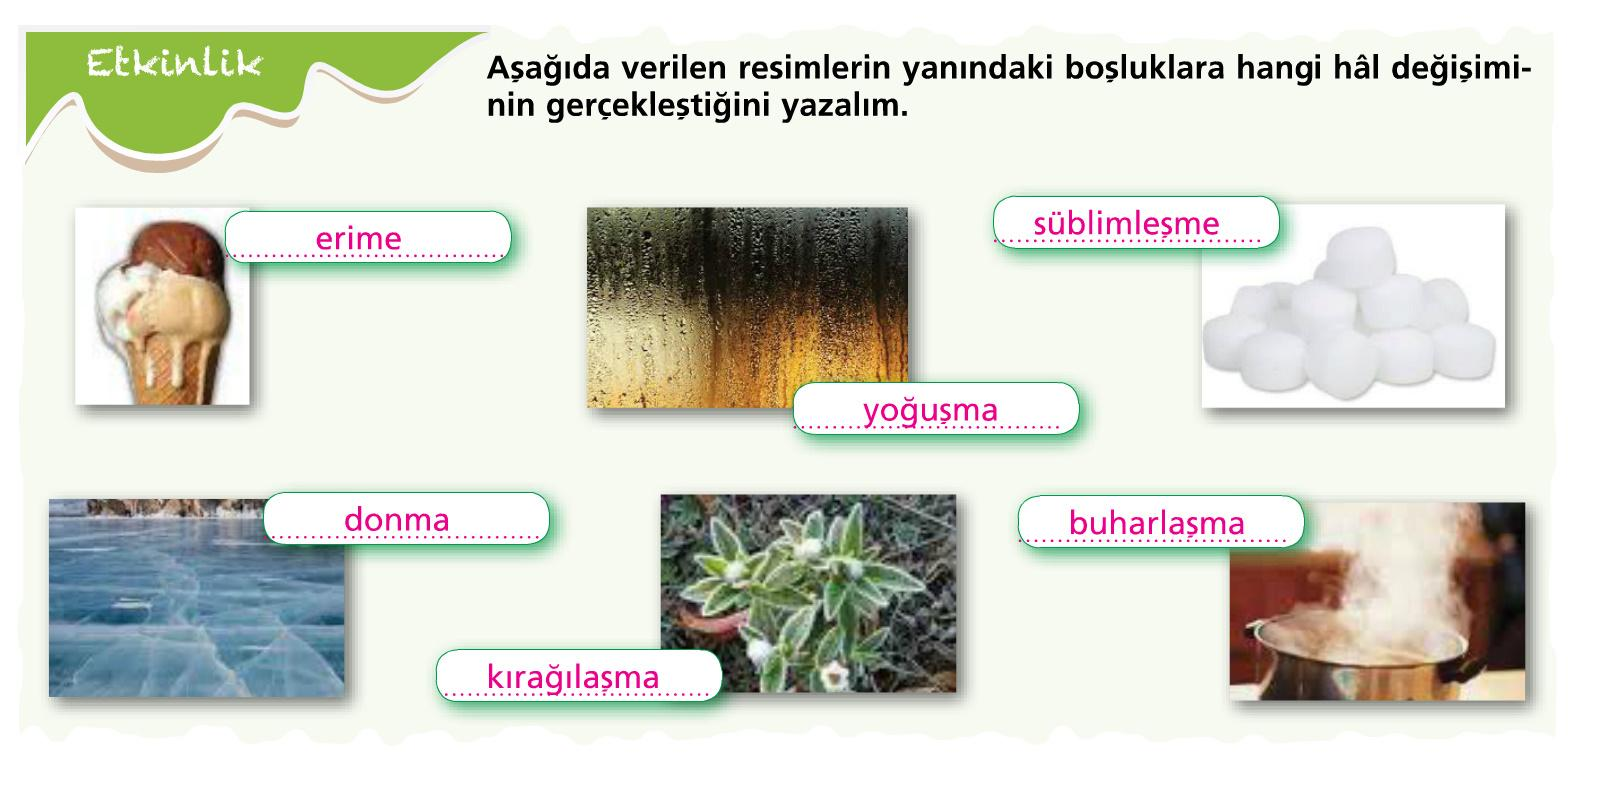 Etkinlik
Aşağıda verilen resimlerin yanındaki boşluklara hangi hâl değişimi-
nin gerçekleştiğini yazalım.
erime
süblimleşme
yoğuşma
donma
buharlaşma
kırağılaşma